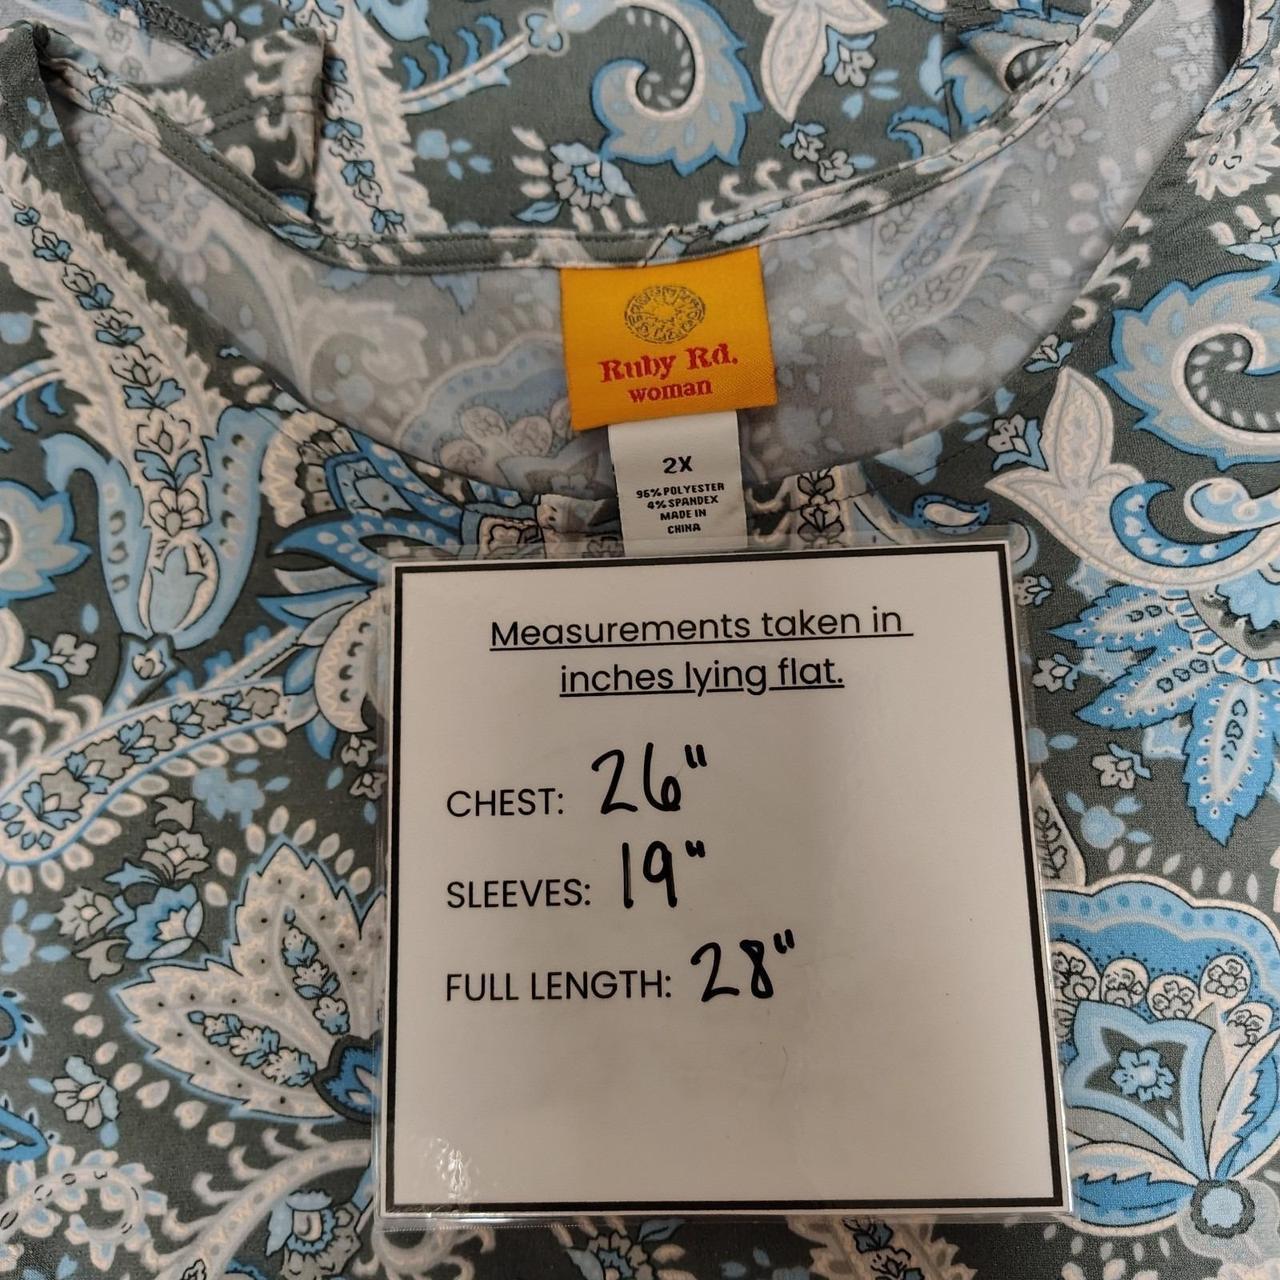 Ruby Rd.
woman
2X
96% POLYESTER
4% SPANDEX
MADE IN
CHINA
Measurements taken in
inches lying flat.
CHEST: 26"
SLEEVES: 19"
FULL LENGTH: 28"